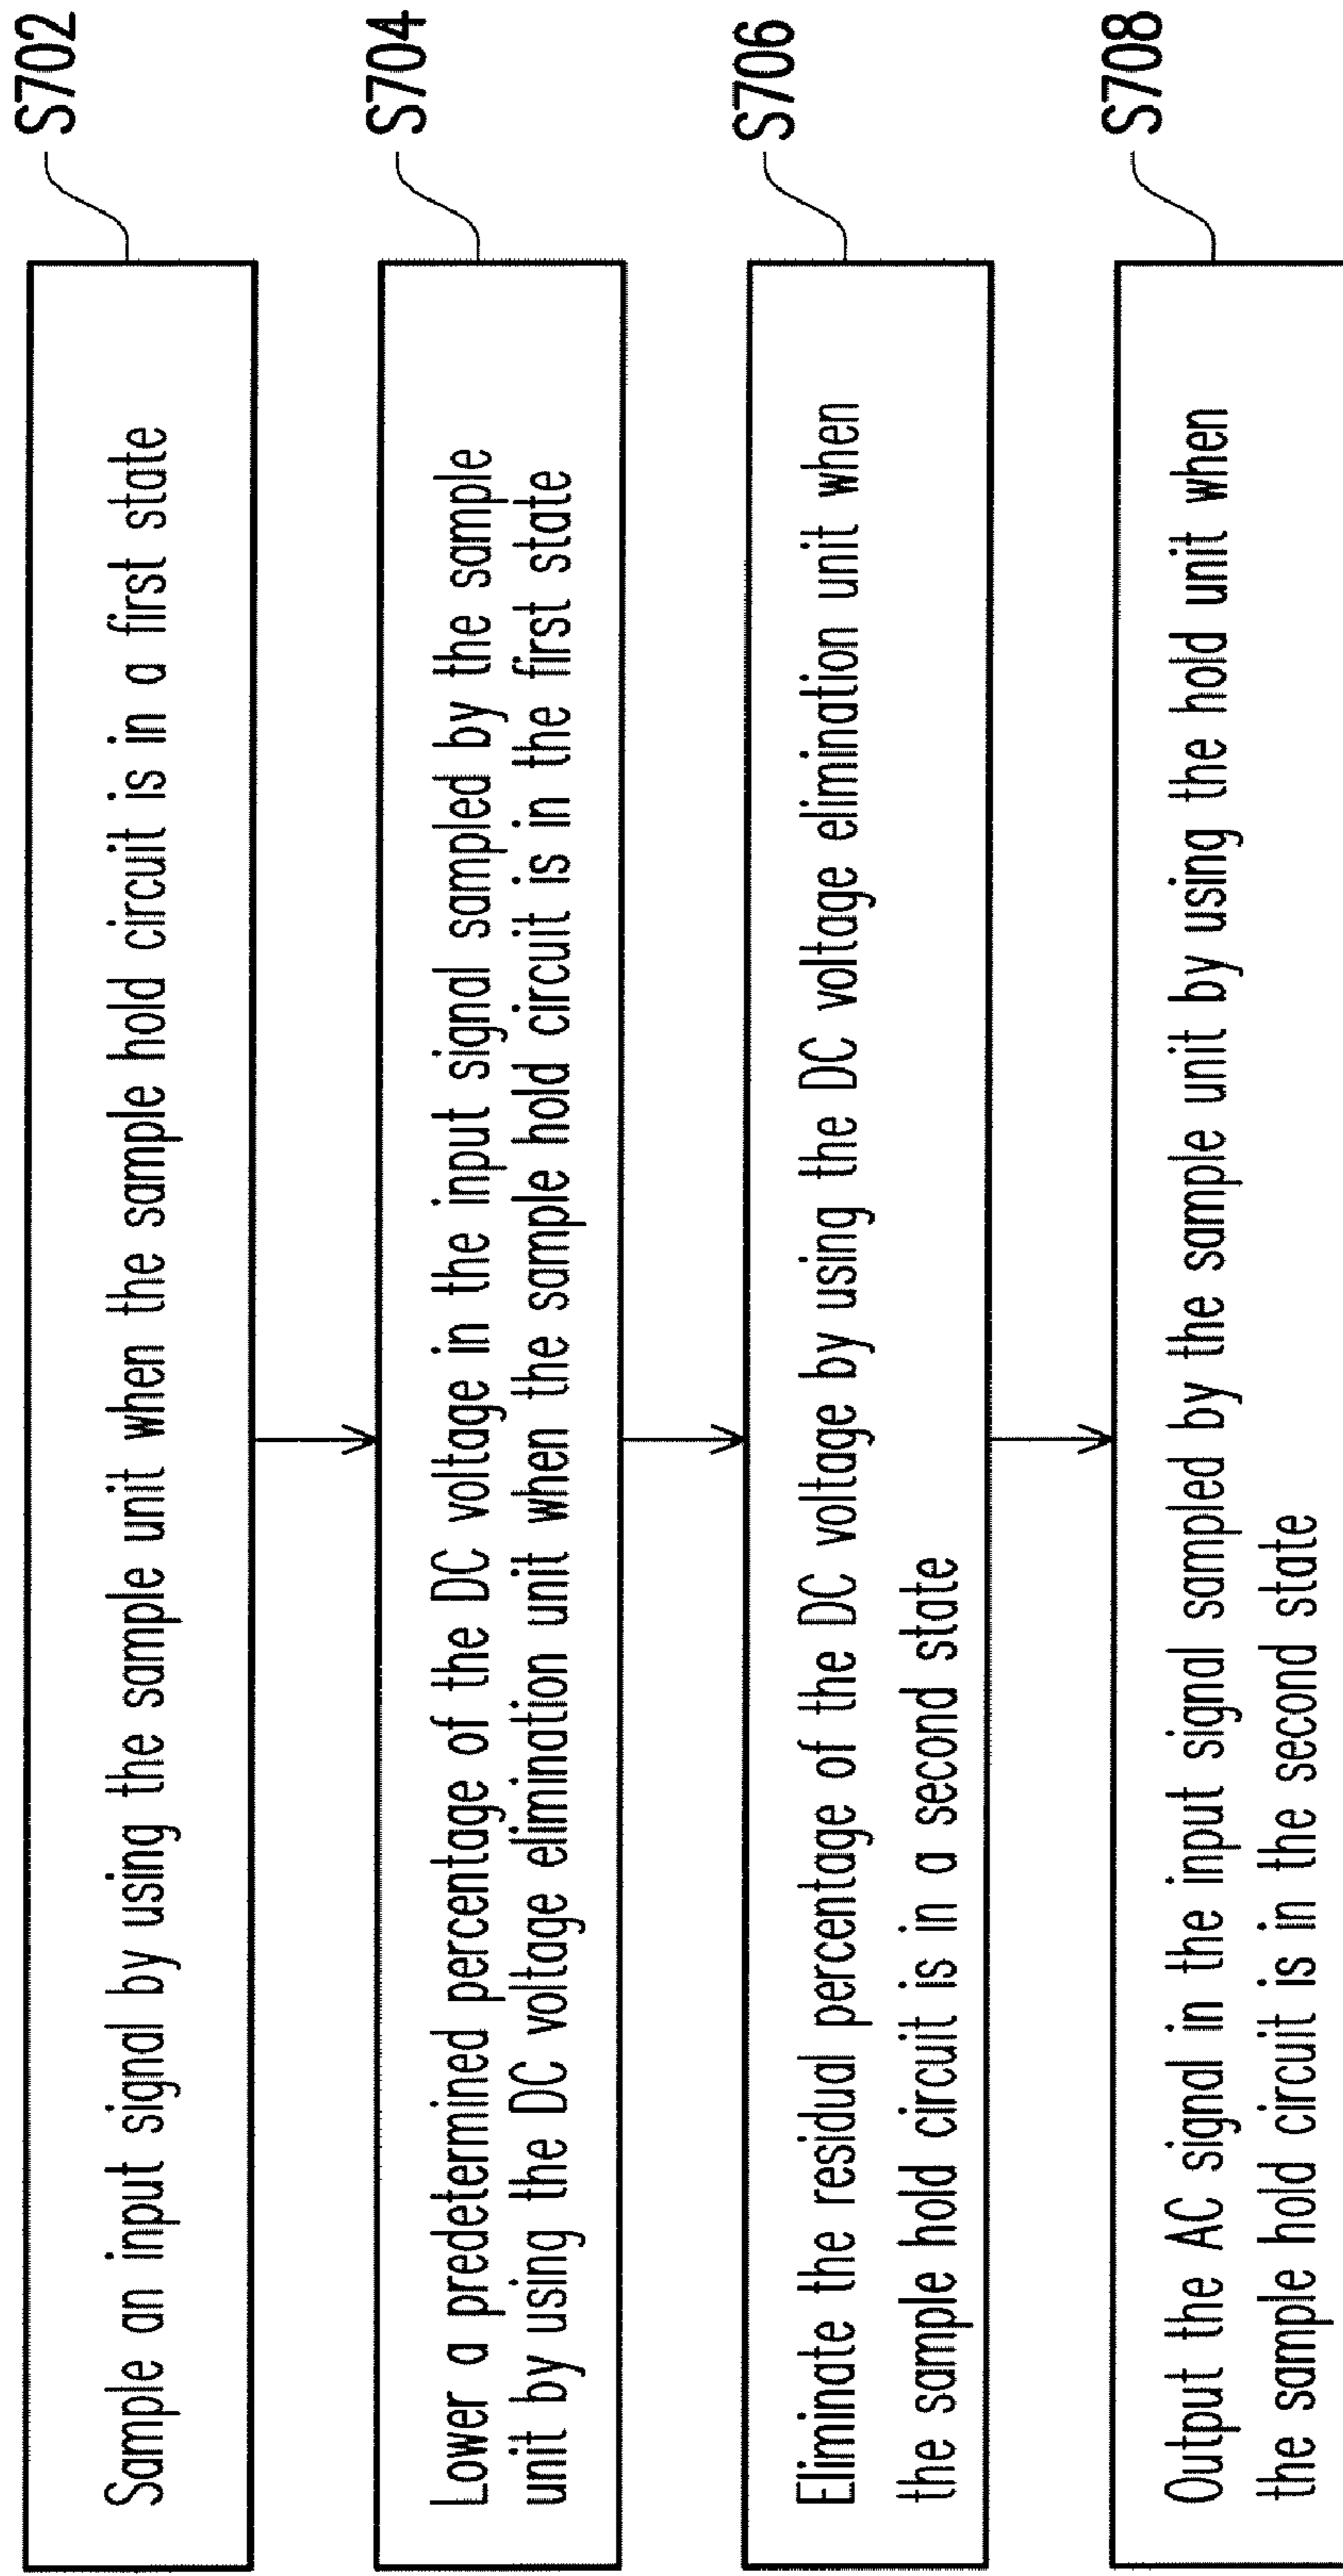 S702
Sample an input signal by using the sample unit when the sample hold circuit is in a first state
S704
Lower a predetermined percentage of the DC voltage in the input signal sampled by the sample
unit by using the DC voltage elimination unit when the sample hold circuit is in the first state
S706
Eliminate the residual percentage of the DC voltage by using the DC voltage elimination unit when
the sample hold circuit is in a second state
S708
Output the AC signal in the input signal sampled by the sample unit by using the hold unit when
the sample hold circuit is in the second state